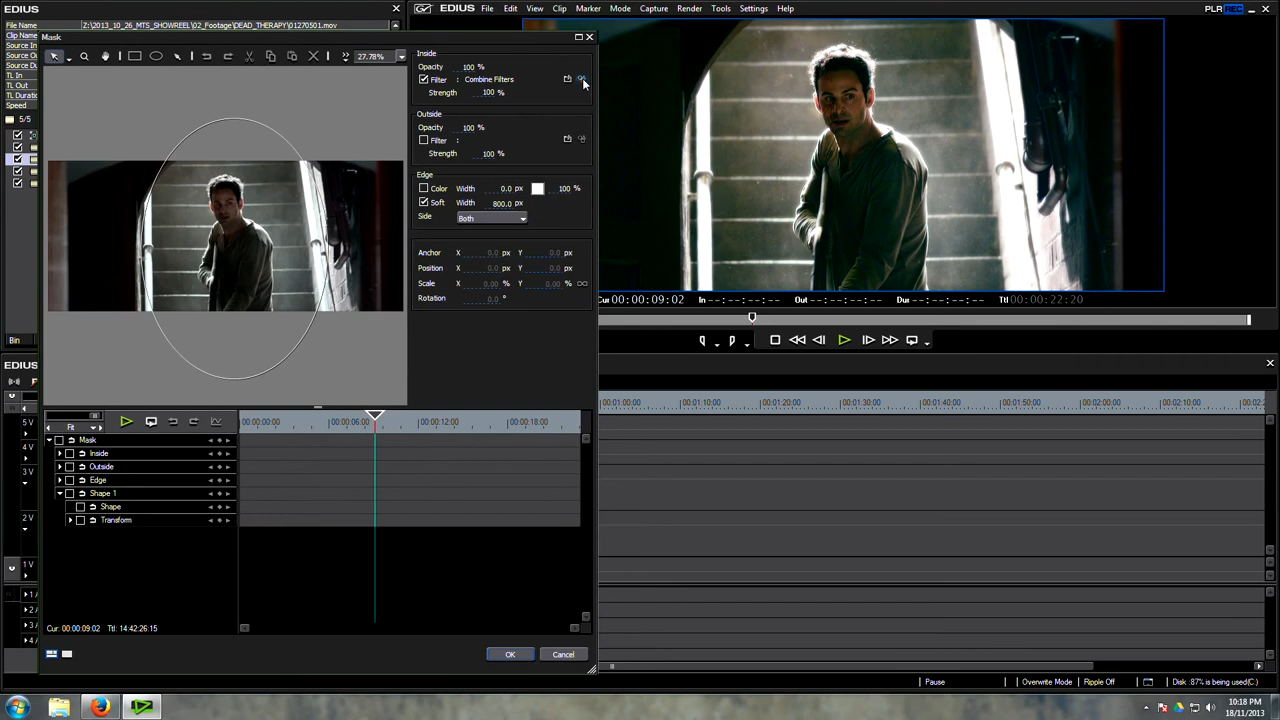 EDIUS
File Name Z:\2013_10_26_MTS_SHOREEL\02_Footage\DEAD_THERAPY\01270501.mov
Clip Name
Source In
Source Ou
TL In
TL Out
TL Duratio
Speed
5/5
Bin
EDIUS
Mask
27.78%
Inside
Opacity 100 %
Filter : Combine Filters
Strength 100 %
Outside
Opacity 100 %
Filter :
Strength 100 %
Edge
Color Width 0.0 px 100 %
Soft Width 800.0 px
Side Both
Anchor X 0.0 px Y 0.0 px
Position X 0.0 px Y 0.0 px
Scale X 0.00 % Y 0.00 %
Rotation 0.0 °
Fit
00:00:00:00 00:00:06:00 00:00:12:00 00:00:18:00
Mask
Inside
Outside
Edge
Shape 1
Shape
Transform
Cur: 00:00:09:02 Ttl: 14:42:26:15
OK Cancel
EDIUS File Edit View Clip Marker Mode Capture Render Tools Settings Help PLR REC
Cur 00:00:09:02 In --:--:--:-- Out --:--:--:-- Dur --:--:--:-- Ttl 00:00:22:20
00:01:00:00 00:01:10:00 00:01:20:00 00:01:30:00 00:01:40:00 00:01:50:00 00:02:00:00 00:02:10:00 00:02:2
5 V
4 V
3 V
2 V
1 V
1 A
2 A
3 A
4 A
Pause Overwrite Mode Ripple Off Disk :87% is being used(C:)
10:18 PM
18/11/2013